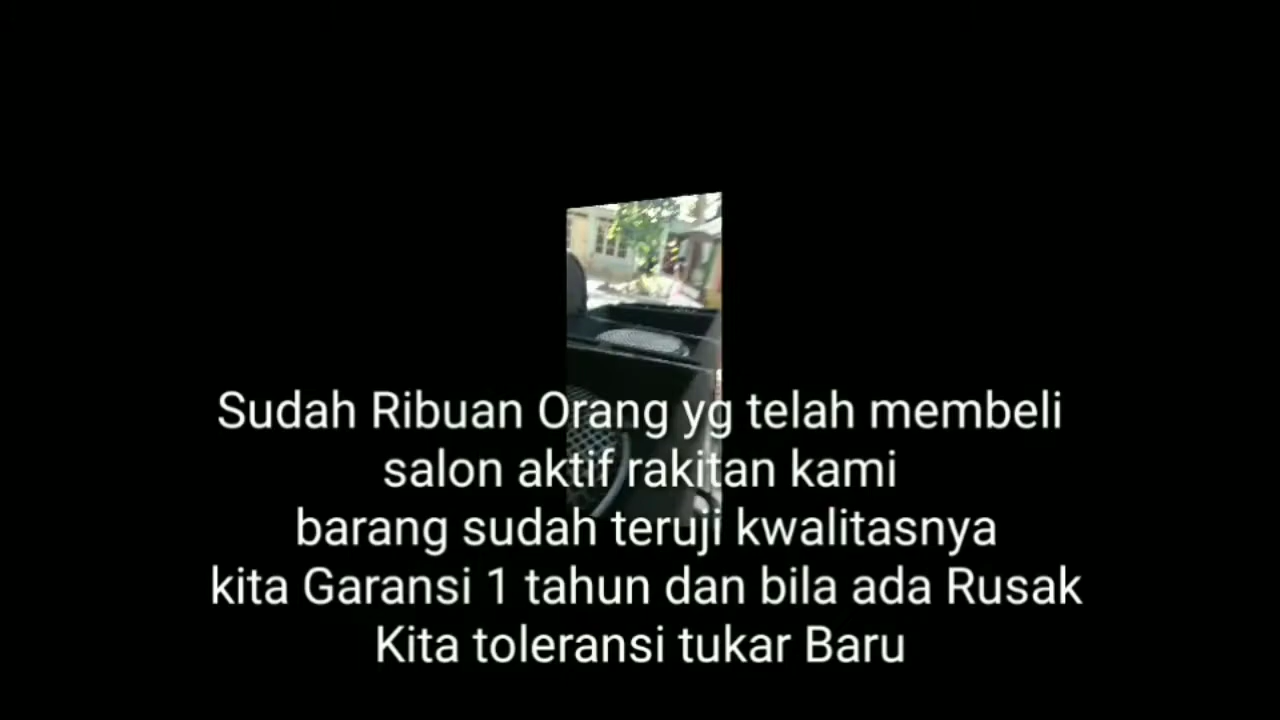 Sudah Ribuan Orang yg telah membeli
salon aktif rakitan kami
barang sudah teruji kwalitasnya
kita Garansi 1 tahun dan bila ada Rusak
Kita toleransi tukar Baru